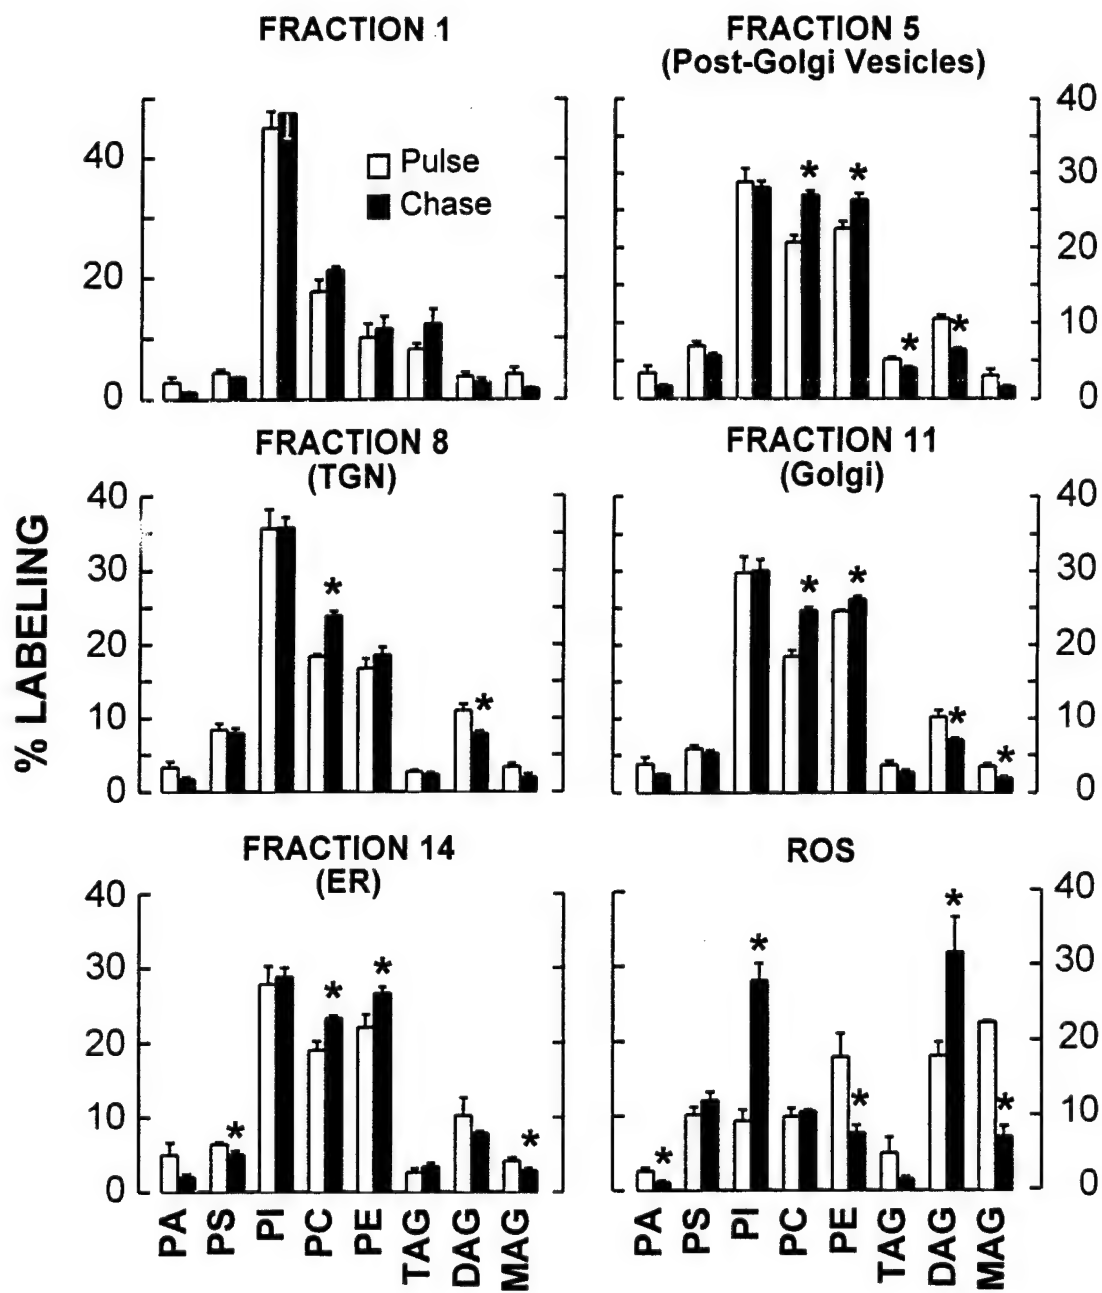 FRACTION 1
40
20
0
Pulse
Chase
FRACTION 5
(Post-Golgi Vesicles)
* * * *
40
30
20
10
0
% LABELING
FRACTION 8
(TGN)
40
30
20
10
0
* *
FRACTION 11
(Golgi)
* * * *
40
30
20
10
0
FRACTION 14
(ER)
40
30
20
10
0
* * * *
PA PS PI PC PE TAG DAG MAG
ROS
* * * * *
40
30
20
10
0
PA PS PI PC PE TAG DAG MAG